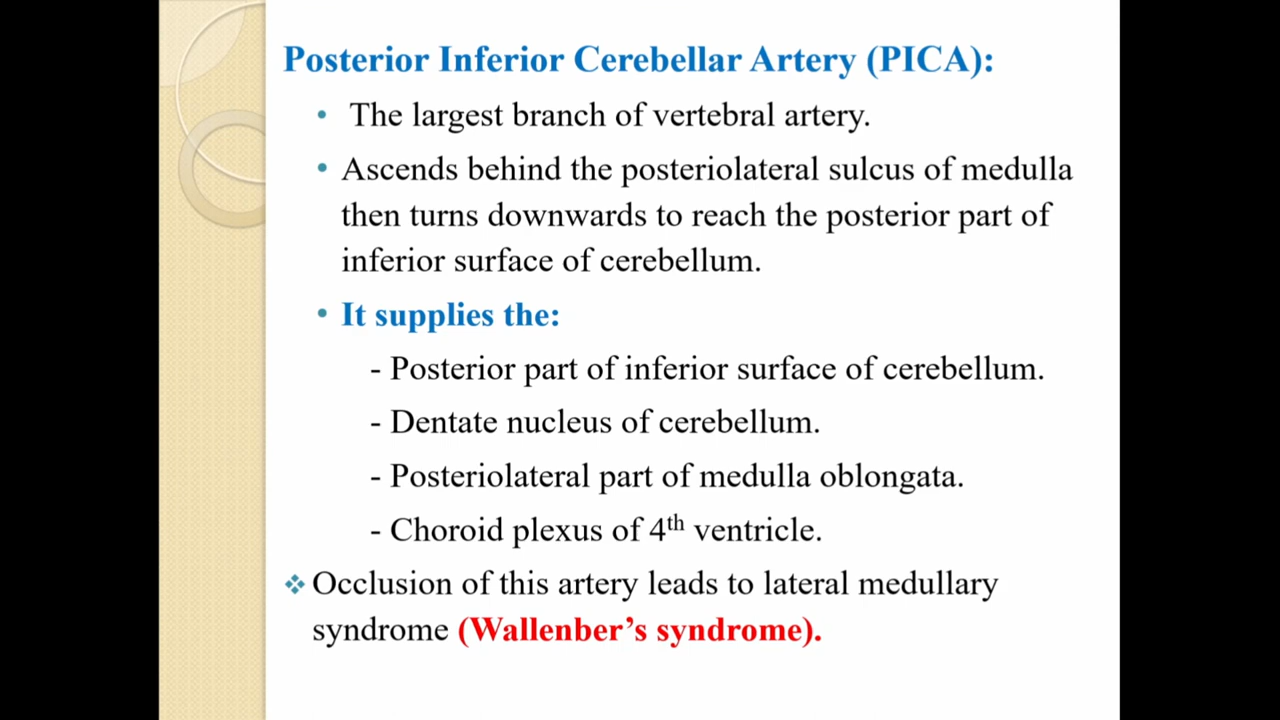 Posterior Inferior Cerebellar Artery (PICA):
• The largest branch of vertebral artery.
• Ascends behind the posteriolateral sulcus of medulla
then turns downwards to reach the posterior part of
inferior surface of cerebellum.
• It supplies the:
- Posterior part of inferior surface of cerebellum.
- Dentate nucleus of cerebellum.
- Posteriolateral part of medulla oblongata.
- Choroid plexus of 4th ventricle.
❖ Occlusion of this artery leads to lateral medullary
syndrome (Wallenber’s syndrome).